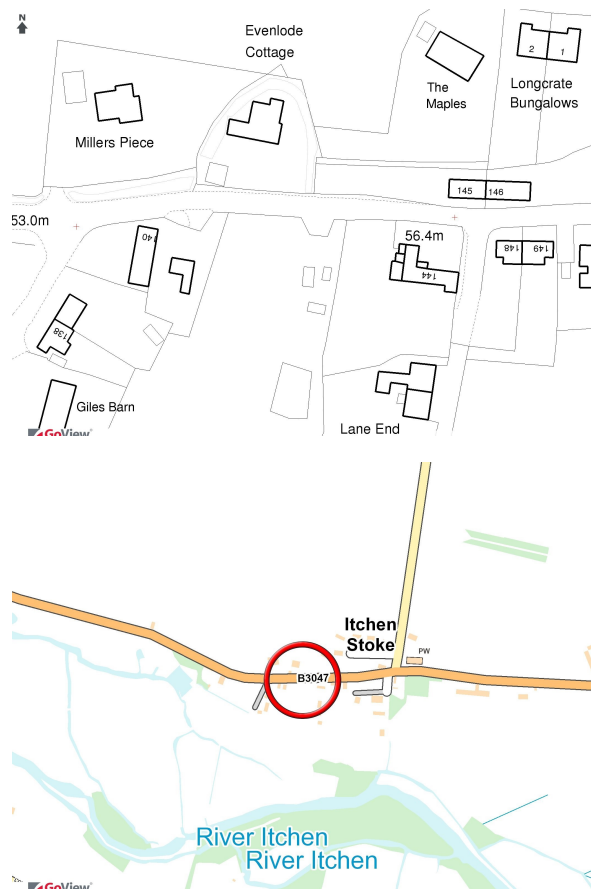 N
Evenlode
Cottage
2
1
The
Maples
Longcrate
Bungalows
Millers Piece
145
146
53.0m
140
56.4m
148
149
144
138
Giles Barn
Lane End
GoView
Itchen
Stoke
PW
B3047
River Itchen
River Itchen
GoView